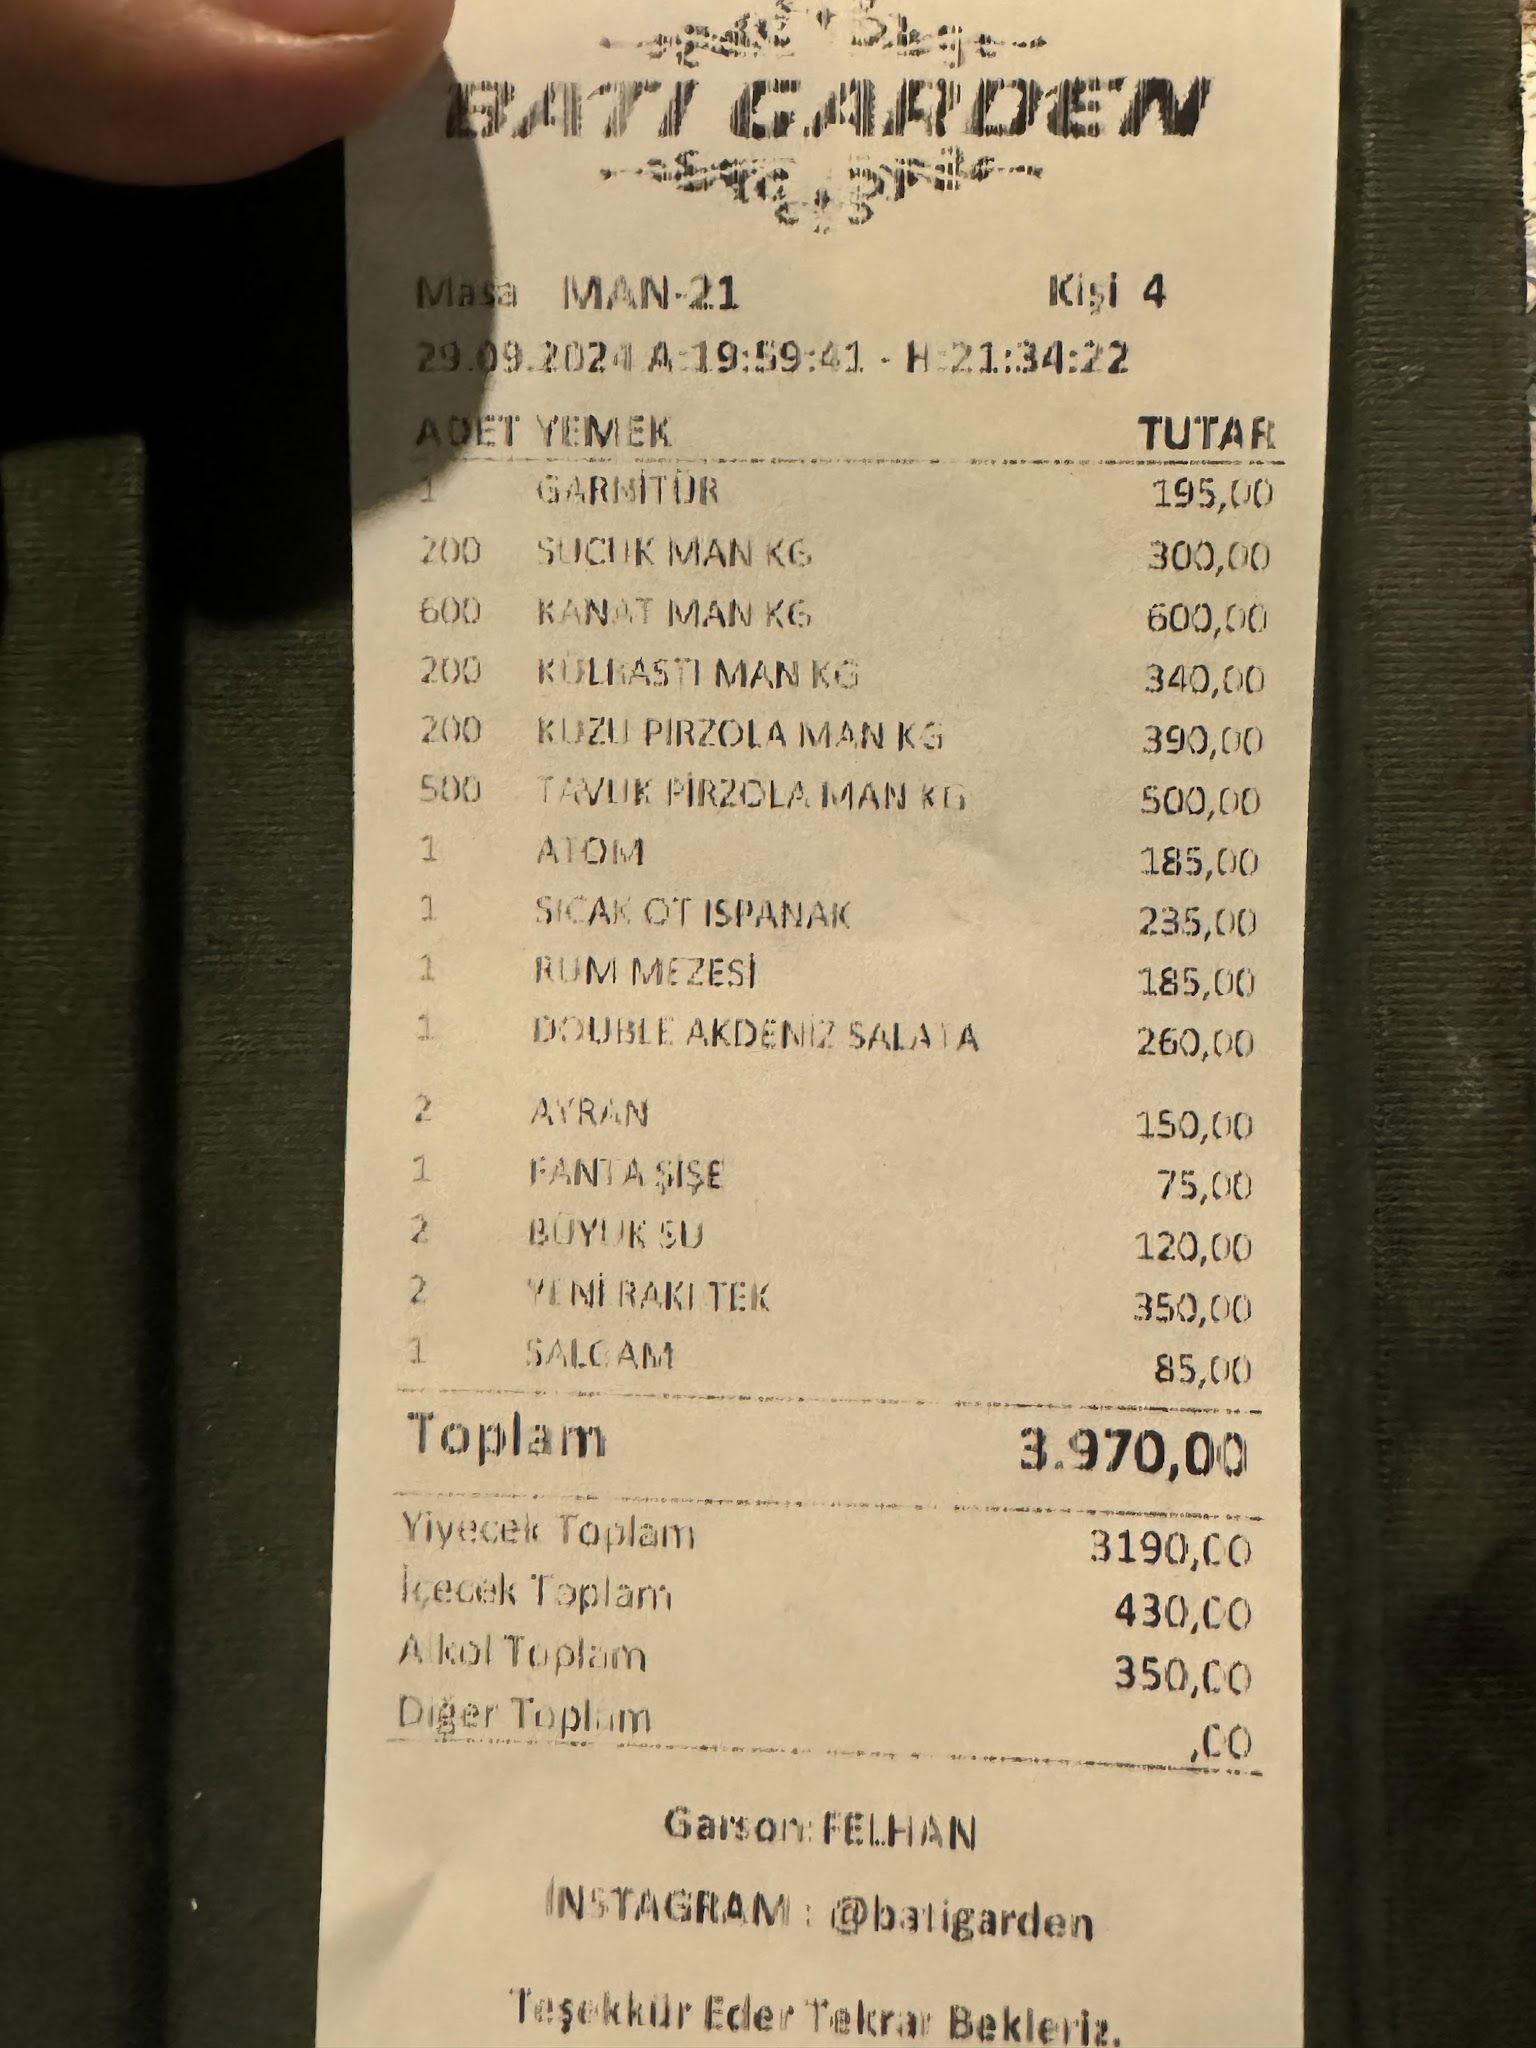 BATI GARDEN
Masa MAN-21 Kişi 4
29.09.2024 A:19:59:41 - H:21:34:22
ADET YEMEK TUTAR
1 GARNİTÜR 195,00
200 SUCUK MAN KG 300,00
600 KANAT MAN KG 600,00
200 KÜLBASTI MAN KG 340,00
200 KUZU PİRZOLA MAN KG 390,00
500 TAVUK PİRZOLA MAN KG 500,00
1 ATOM 185,00
1 SICAK OT ISPANAK 235,00
1 RUM MEZESİ 185,00
1 DOUBLE AKDENİZ SALATA 260,00
2 AYRAN 150,00
1 FANTA ŞİŞE 75,00
2 BÜYÜK SU 120,00
2 YENİ RAKI TEK 350,00
1 SALGAM 85,00
Toplam 3.970,00
Yiyecek Toplam 3190,00
İçecek Toplam 430,00
Alkol Toplam 350,00
Diğer Toplam ,00
Garson: FELHAN
INSTAGRAM : @batigarden
Teşekkür Eder Tekrar Bekleriz.